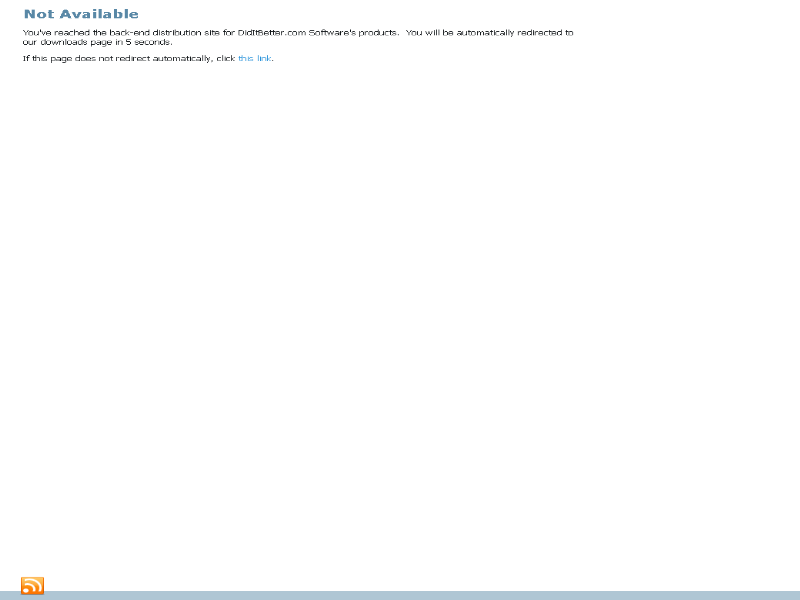 Not Available
You've reached the back-end distribution site for DidItBetter.com Software's products.  You will be automatically redirected to
our downloads page in 5 seconds.
If this page does not redirect automatically, click this link.